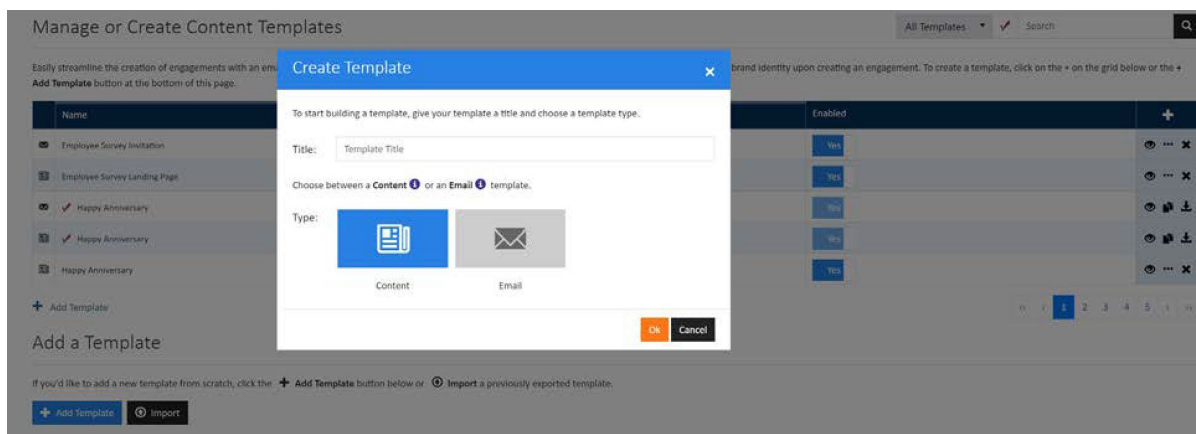 Manage or Create Content Templates
All Templates
Search
Easily streamline the creation of engagements with an ema
brand identity upon creating an engagement. To create a template, click on the + on the grid below or the +
Add Template button at the bottom of this page.
Name
Enabled
Employee Survey Invitation
Yes
Employee Survey Landing Page
Yes
Happy Anniversary
Yes
Happy Anniversary
Yes
Happy Anniversary
Yes
Add Template
1 2 3 4 5
Create Template
To start building a template, give your template a title and choose a template type.
Title:
Template Title
Choose between a Content or an Email template.
Type:
Content
Email
Ok
Cancel
Add a Template
If you'd like to add a new template from scratch, click the + Add Template button below or Import a previously exported template.
Add Template
Import